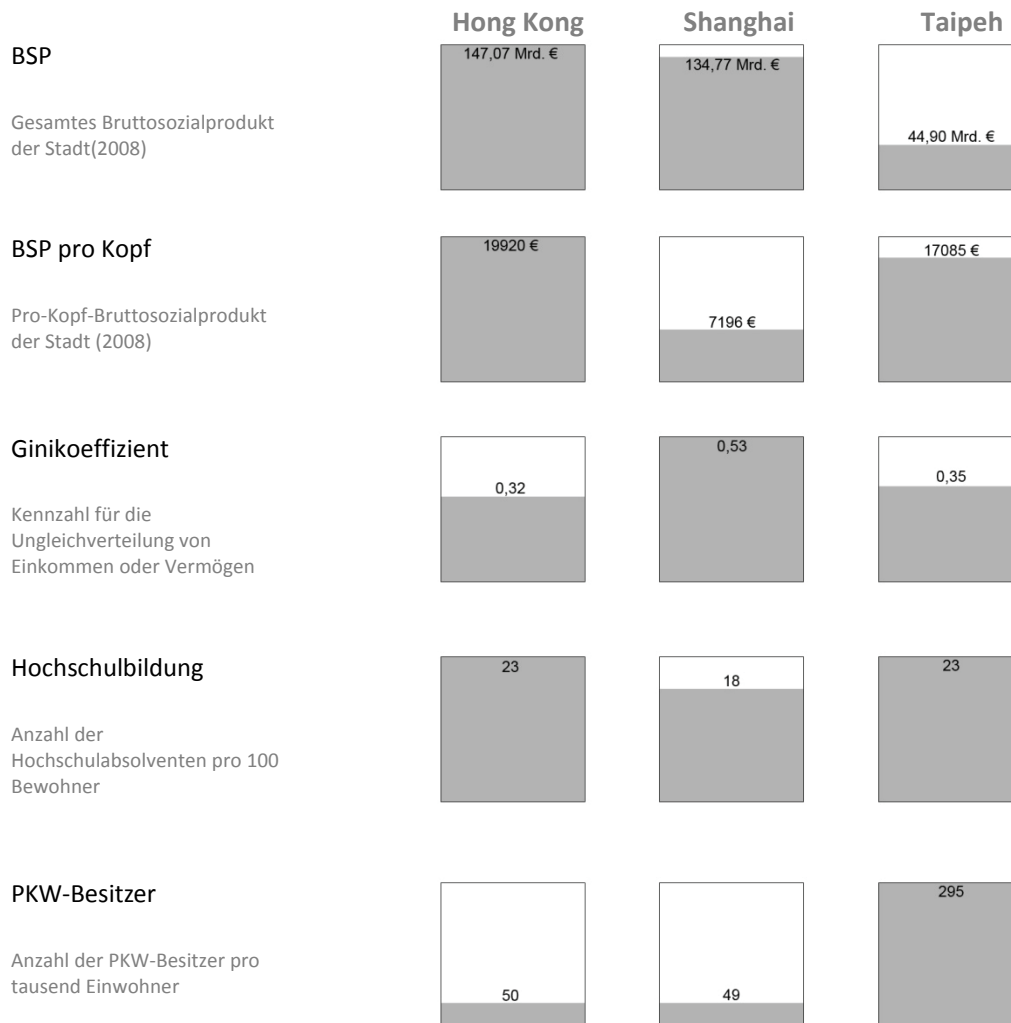 Hong Kong Shanghai Taipeh
BSP
147,07 Mrd. € 134,77 Mrd. € 44,90 Mrd. €
Gesamtes Bruttosozialprodukt
der Stadt(2008)
BSP pro Kopf
19920 € 7196 € 17085 €
Pro-Kopf-Bruttosozialprodukt
der Stadt (2008)
Ginikoeffizient
0,32 0,53 0,35
Kennzahl für die
Ungleichverteilung von
Einkommen oder Vermögen
Hochschulbildung
23 18 23
Anzahl der
Hochschulabsolventen pro 100
Bewohner
PKW-Besitzer
50 49 295
Anzahl der PKW-Besitzer pro
tausend Einwohner